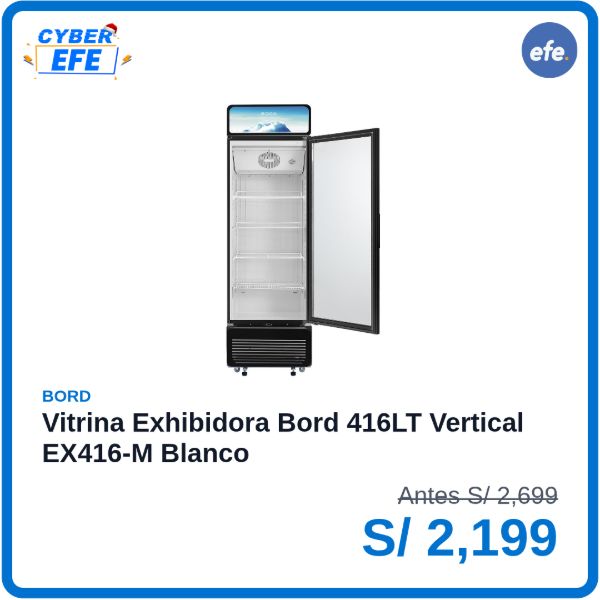 CYBER
EFE
efe.
BORD
Vitrina Exhibidora Bord 416LT Vertical
EX416-M Blanco
Antes S/ 2,699
S/ 2,199